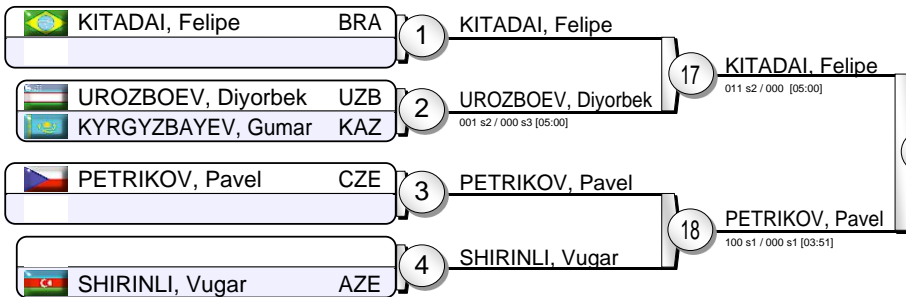 KITADAI, Felipe BRA
1
KITADAI, Felipe
UROZBOEV, Diyorbek UZB
KYRGYZBAYEV, Gumar KAZ
2
UROZBOEV, Diyorbek
001 s2 / 000 s3 [05:00]
17
KITADAI, Felipe
011 s2 / 000 [05:00]
PETRIKOV, Pavel CZE
3
PETRIKOV, Pavel
SHIRINLI, Vugar AZE
4
SHIRINLI, Vugar
18
PETRIKOV, Pavel
100 s1 / 000 s1 [03:51]